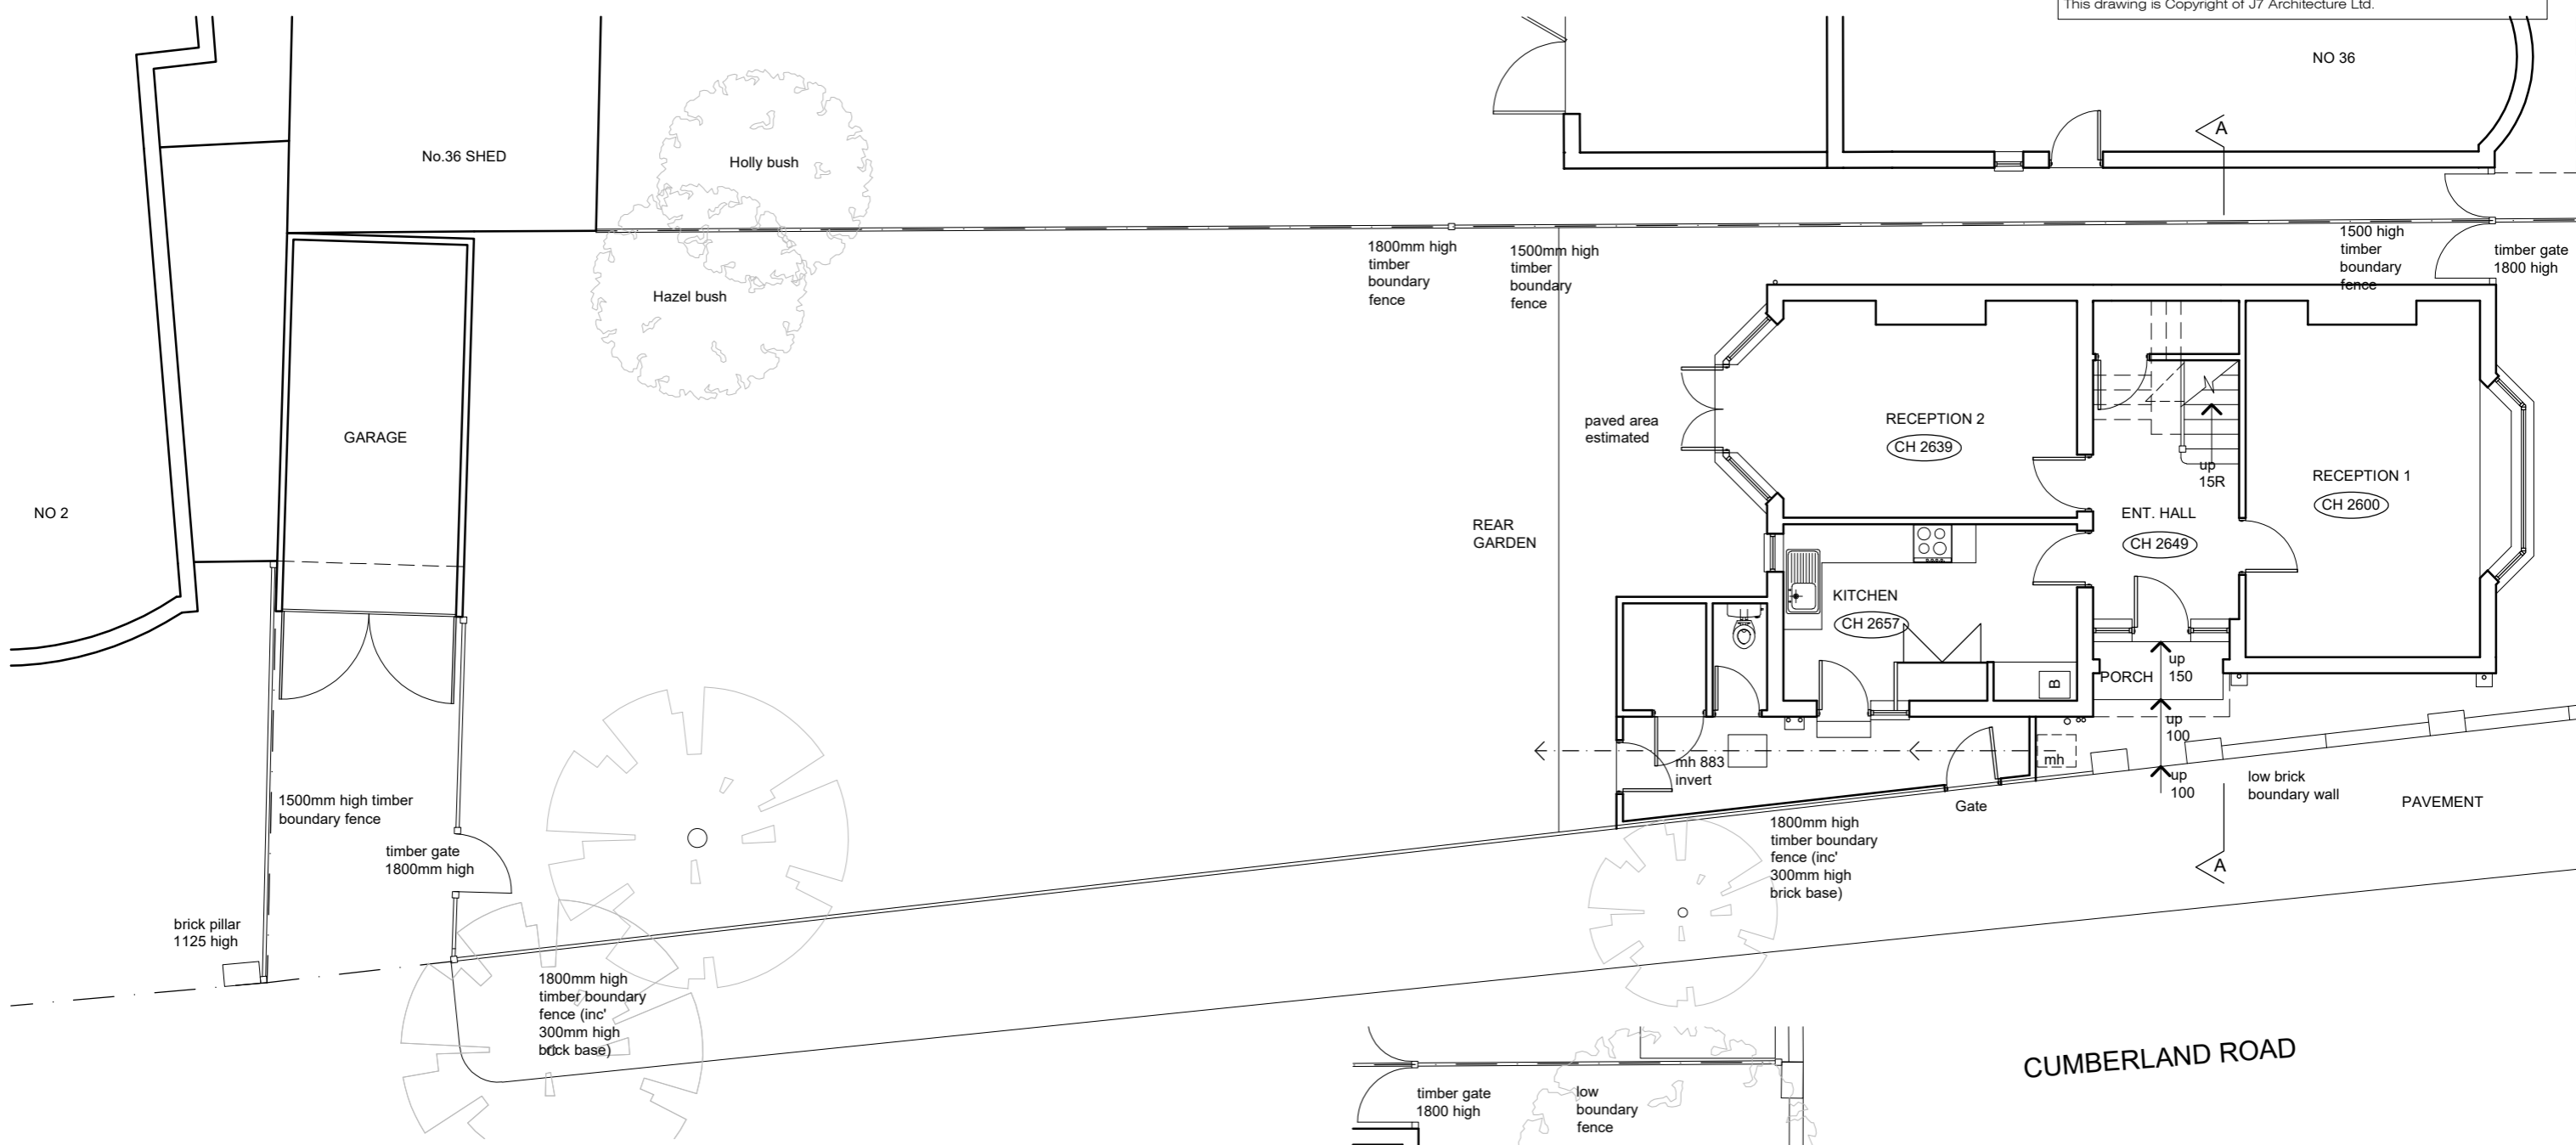 This drawing is Copyright of J7 Architecture Ltd.
NO 36
A
No.36 SHED
Holly bush
Hazel bush
1800mm high
timber
boundary
fence
1500mm high
timber
boundary
fence
1500 high
timber
boundary
fence
timber gate
1800 high
GARAGE
NO 2
paved area
estimated
RECEPTION 2
CH 2639
up
15R
RECEPTION 1
CH 2600
REAR
GARDEN
ENT. HALL
CH 2649
KITCHEN
CH 2657
B
PORCH
up
150
up
100
mh
up
100
mh 883
invert
Gate
low brick
boundary wall
PAVEMENT
1500mm high timber
boundary fence
timber gate
1800mm high
1800mm high
timber boundary
fence (inc'
300mm high
brick base)
A
brick pillar
1125 high
1800mm high
timber boundary
fence (inc'
300mm high
brick base)
CUMBERLAND ROAD
timber gate
1800 high
low
boundary
fence